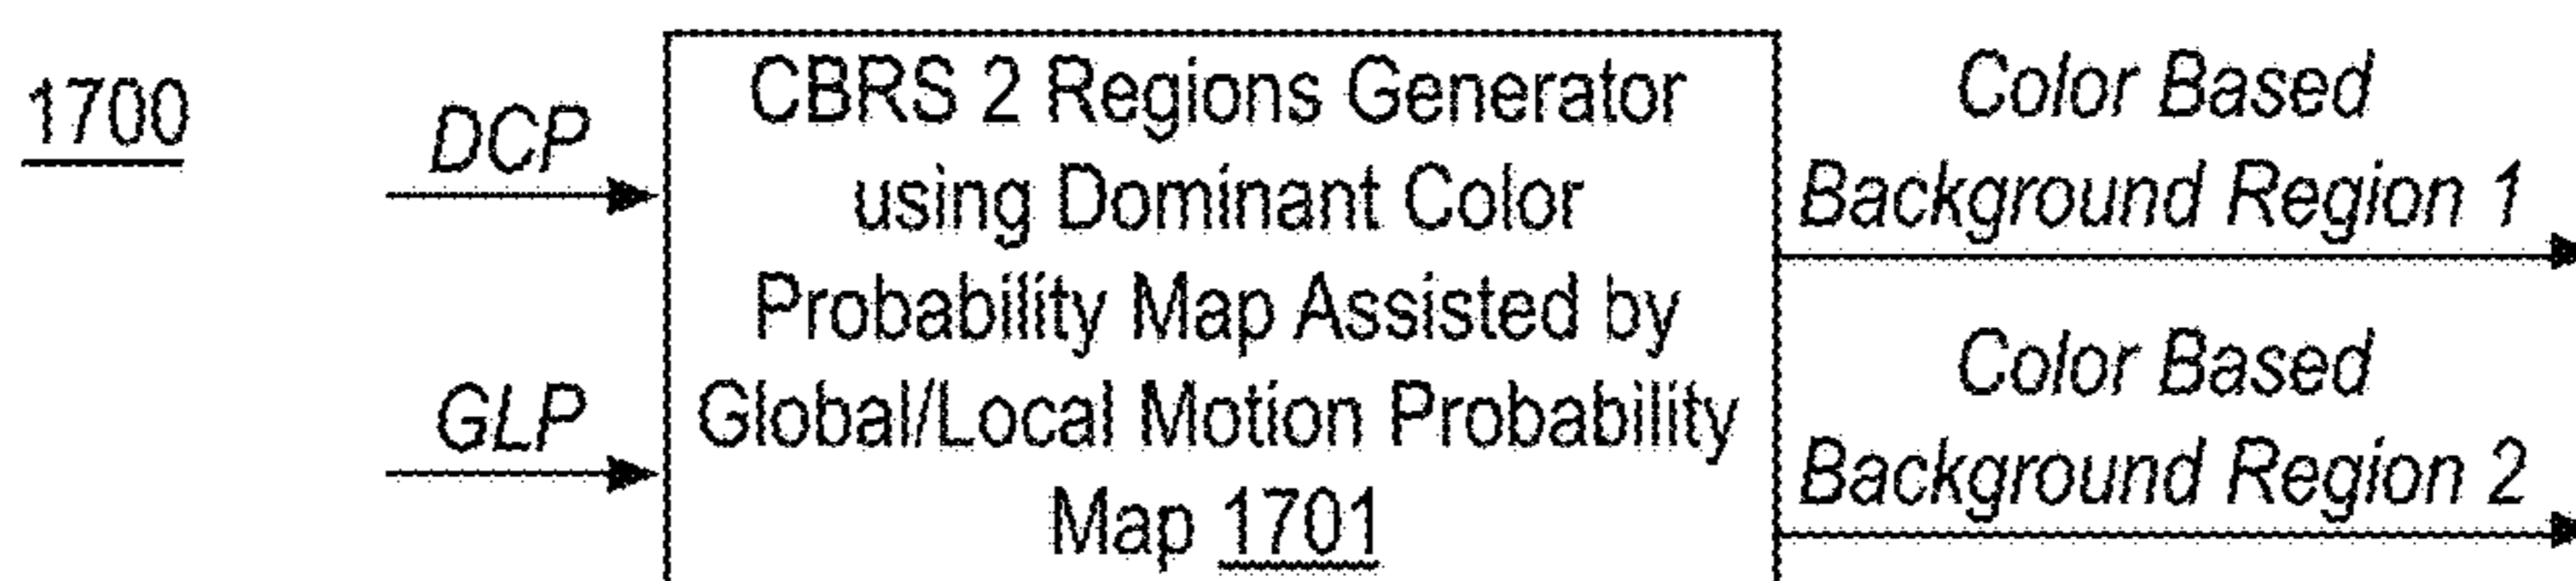 1700
DCP
GLP
CBRS 2 Regions Generator
using Dominant Color
Probability Map Assisted by
Global/Local Motion Probability
Map 1701
Color Based
Background Region 1
Color Based
Background Region 2